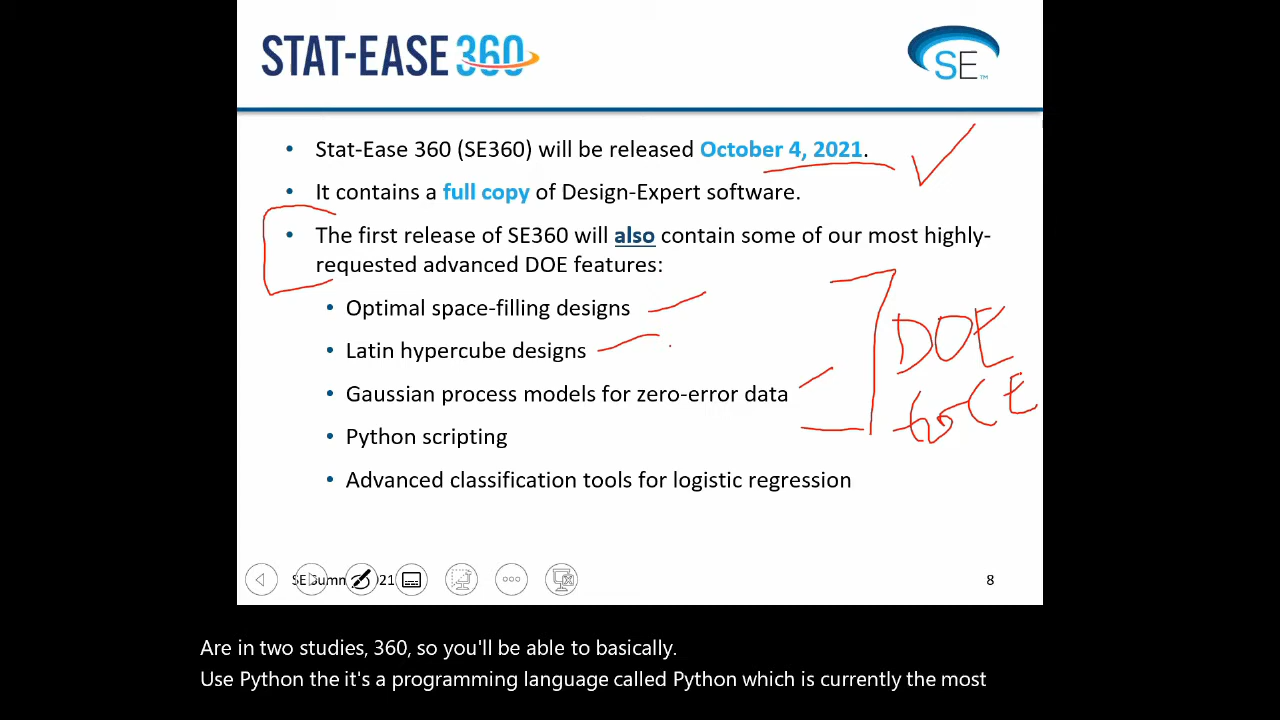 STAT-EASE 360
SE™
• Stat-Ease 360 (SE360) will be released October 4, 2021.
• It contains a full copy of Design-Expert software.
• The first release of SE360 will also contain some of our most highly-
requested advanced DOE features:
• Optimal space-filling designs
• Latin hypercube designs
• Gaussian process models for zero-error data
• Python scripting
• Advanced classification tools for logistic regression
DOE
for CE
8
Are in two studies, 360, so you'll be able to basically.
Use Python the it's a programming language called Python which is currently the most